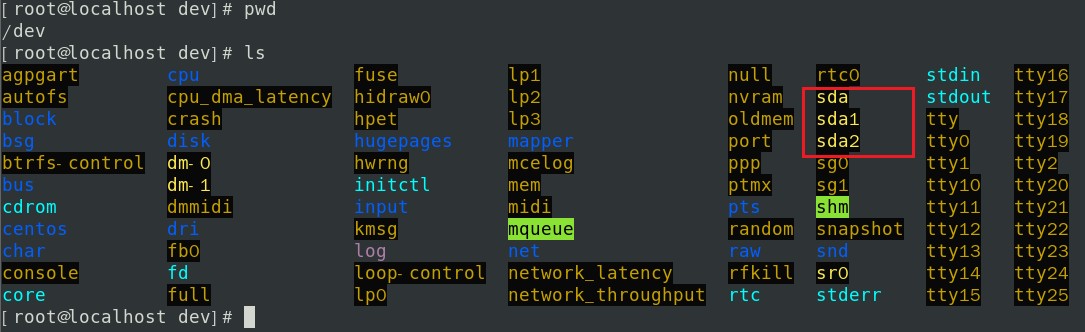 [root@localhost dev]# pwd
/dev
[root@localhost dev]# ls
agpgart cpu fuse lp1 null rtc0 stdin tty16
autofs cpu_dma_latency hidraw0 lp2 nvram sda stdout tty17
block crash hpet lp3 oldmem sda1 tty tty18
bsg disk hugepages mapper port sda2 tty0 tty19
btrfs-control dm-0 hwrng mcelog ppp sg0 tty1 tty2
bus dm-1 initctl mem ptmx sg1 tty10 tty20
cdrom dmmidi input midi pts shm tty11 tty21
centos dri kmsg mqueue random snapshot tty12 tty22
char fb0 log net raw snd tty13 tty23
console fd loop-control network_latency rfkill sr0 tty14 tty24
core full lp0 network_throughput rtc stderr tty15 tty25
[root@localhost dev]#